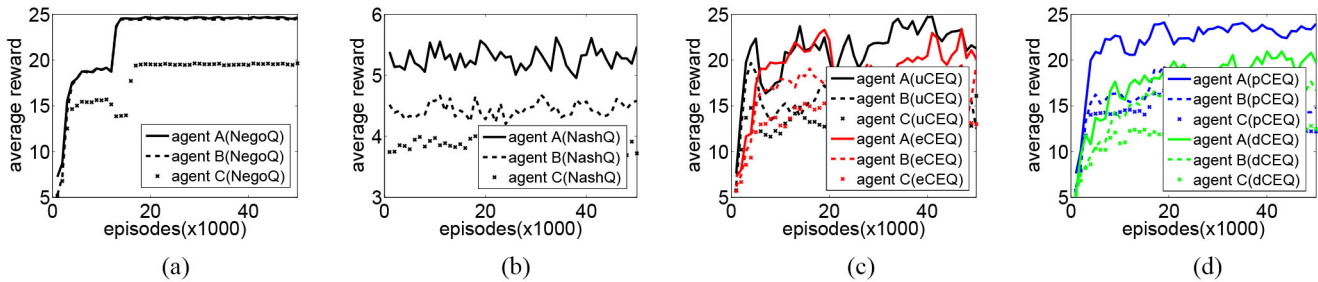 average reward
25
20
15
10
5
0
20
40
episodes(x1000)
agent A(NegoQ)
agent B(NegoQ)
agent C(NegoQ)
(a)
average reward
6
5
4
3
0
20
40
episodes(x1000)
agent A(NashQ)
agent B(NashQ)
agent C(NashQ)
(b)
average reward
25
20
15
10
5
0
20
40
episodes(x1000)
agent A(uCEQ)
agent B(uCEQ)
agent C(uCEQ)
agent A(eCEQ)
agent B(eCEQ)
agent C(eCEQ)
(c)
average reward
25
20
15
10
5
0
20
40
episodes(x1000)
agent A(pCEQ)
agent B(pCEQ)
agent C(pCEQ)
agent A(dCEQ)
agent B(dCEQ)
agent C(dCEQ)
(d)